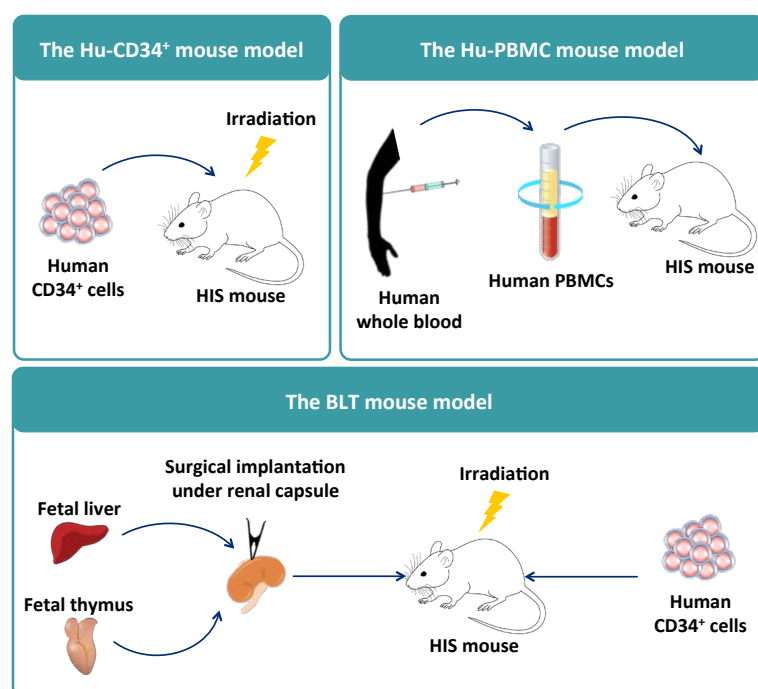 The Hu-CD34⁺ mouse model
Irradiation
Human
CD34⁺ cells
HIS mouse
The Hu-PBMC mouse model
Human
whole blood
Human PBMCs
HIS mouse
The BLT mouse model
Surgical implantation
under renal capsule
Fetal liver
Fetal thymus
Irradiation
HIS mouse
Human
CD34⁺ cells